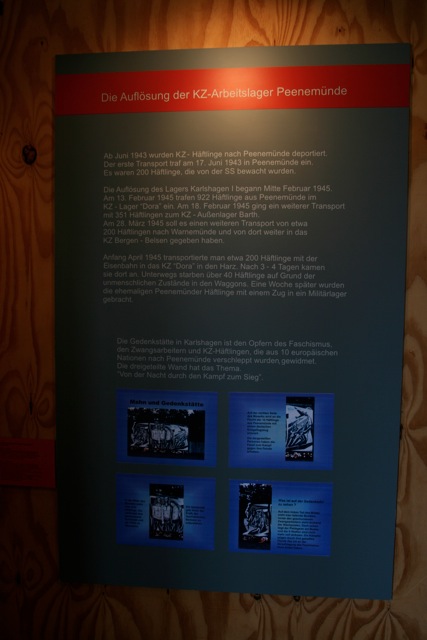 Die Auflösung der KZ-Arbeitslager Peenemünde
Ab Juni 1943 wurden KZ - Häftlinge nach Peenemünde deportiert.
Der erste Transport traf am 17. Juni 1943 in Peenemünde ein.
Es waren 200 Häftlinge, die von der SS bewacht wurden.
Die Auflösung des Lagers Karlshagen I begann Mitte Februar 1945.
Am 13. Februar 1945 trafen 922 Häftlinge aus Peenemünde im
KZ - Lager "Dora" ein. Am 18. Februar 1945 ging ein weiterer Transport
mit 351 Häftlingen zum KZ - Außenlager Barth.
Am 28. März 1945 soll es einen weiteren Transport von etwa
200 Häftlingen nach Warnemünde und von dort weiter in das
KZ Bergen - Belsen gegeben haben.
Anfang April 1945 transportierte man etwa 200 Häftlinge mit der
Eisenbahn in das KZ "Dora" in den Harz. Nach 3 - 4 Tagen kamen
sie dort an. Unterwegs starben über 40 Häftlinge auf Grund der
unmenschlichen Zustände in den Waggons. Eine Woche später wurden
die ehemaligen Peenemünder Häftlinge mit einem Zug in ein Militärlager
gebracht.
Die Gedenkstätte in Karlshagen ist den Opfern des Faschismus,
den Zwangsarbeitern und KZ-Häftlingen, die aus 10 europäischen
Nationen nach Peenemünde verschleppt wurden, gewidmet.
Die dreigeteilte Wand hat das Thema
"Von der Nacht durch den Kampf zum Sieg".
Mahn und Gedenkstätte